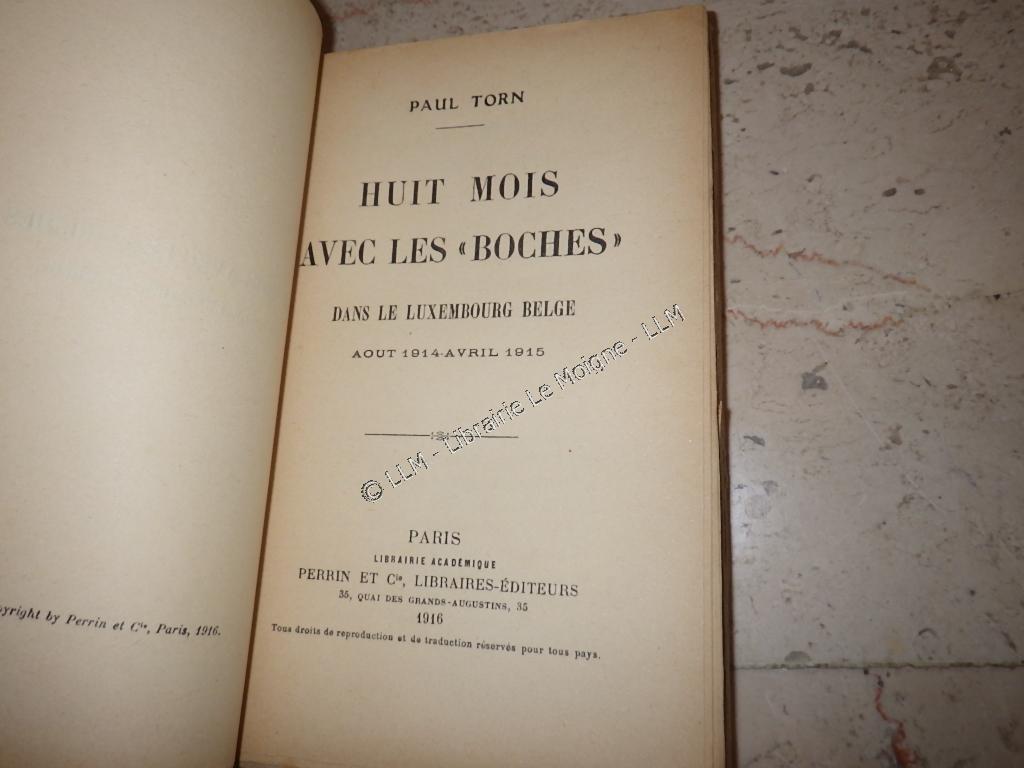 PAUL TORN
HUIT MOIS
AVEC LES «BOCHES»
DANS LE LUXEMBOURG BELGE
AOUT 1914-AVRIL 1915
© LLM - Librairie Le Moigne - LLM
PARIS
LIBRAIRIE ACADÉMIQUE
PERRIN ET Cie, LIBRAIRES-ÉDITEURS
35, QUAI DES GRANDS-AUGUSTINS, 35
1916
Tous droits de reproduction et de traduction réservés pour tous pays.
pyright by Perrin et Cie, Paris, 1916.